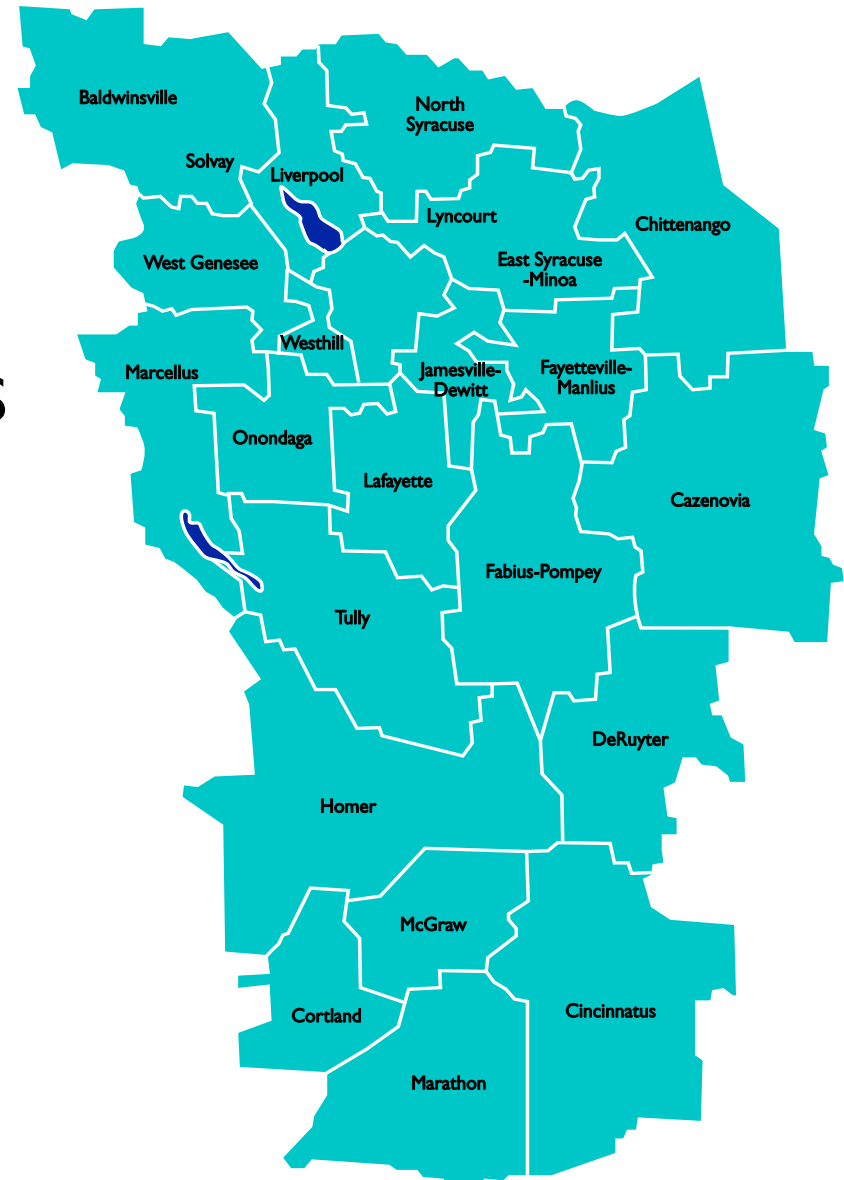 Baldwinsville
North
Syracuse
Solvay
Liverpool
Lyncourt
Chittenango
West Genesee
East Syracuse
-Minoa
Westhill
Marcellus
Jamesville-
Dewitt
Fayetteville-
Manlius
s
Onondaga
Lafayette
Cazenovia
Fabius-Pompey
Tully
DeRuyter
Homer
McGraw
Cortland
Cincinnatus
Marathon